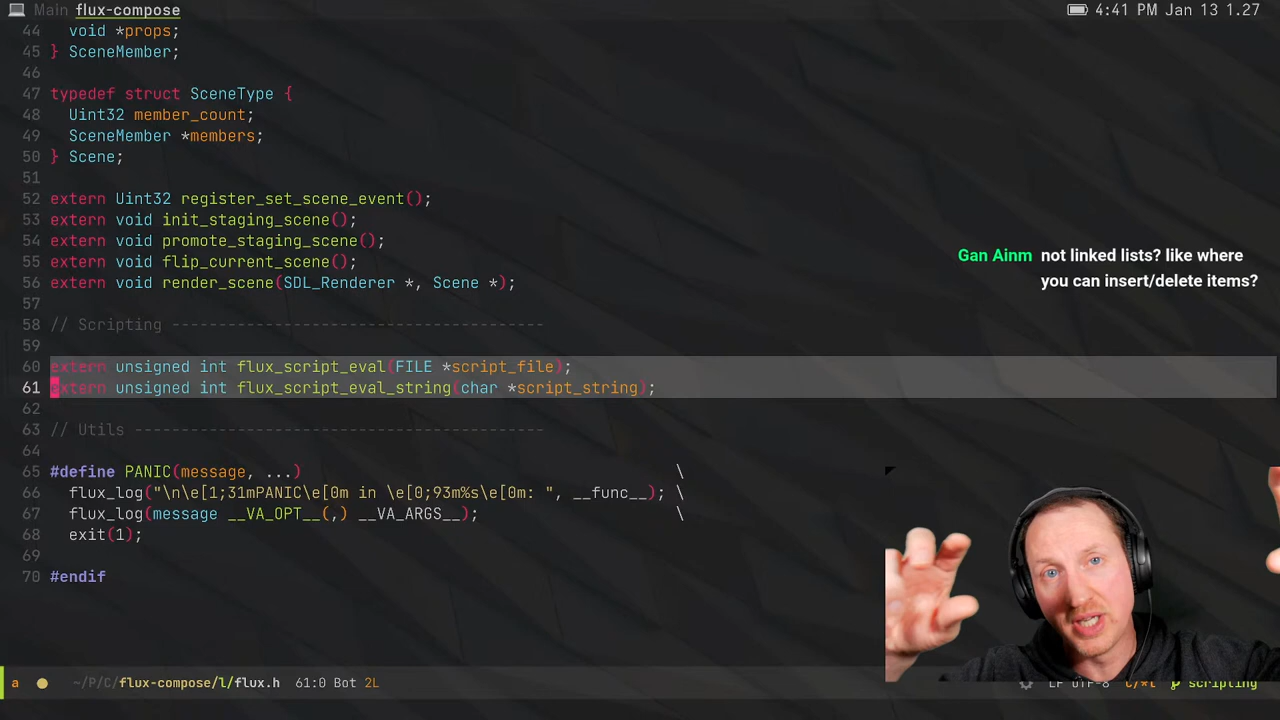 Main flux-compose
4:41 PM Jan 13 1.27
44 void *props;
45 } SceneMember;
46
47 typedef struct SceneType {
48 Uint32 member_count;
49 SceneMember *members;
50 } Scene;
51
52 extern Uint32 register_set_scene_event();
53 extern void init_staging_scene();
54 extern void promote_staging_scene();
55 extern void flip_current_scene();
56 extern void render_scene(SDL_Renderer *, Scene *);
57
58 // Scripting ----------------------------------------
59
60 extern unsigned int flux_script_eval(FILE *script_file);
61 extern unsigned int flux_script_eval_string(char *script_string);
62
63 // Utils --------------------------------------------
64
65 #define PANIC(message, ...) \
66 flux_log("\n\e[1;31mPANIC\e[0m in \e[0;93m%s\e[0m: ", __func__); \
67 flux_log(message __VA_OPT__(,) __VA_ARGS__); \
68 exit(1);
69
70 #endif
Gan Ainm not linked lists? like where
you can insert/delete items?
a ~/P/C/flux-compose/l/flux.h 61:0 Bot 2L
LF UTF-8 C/*l scripting